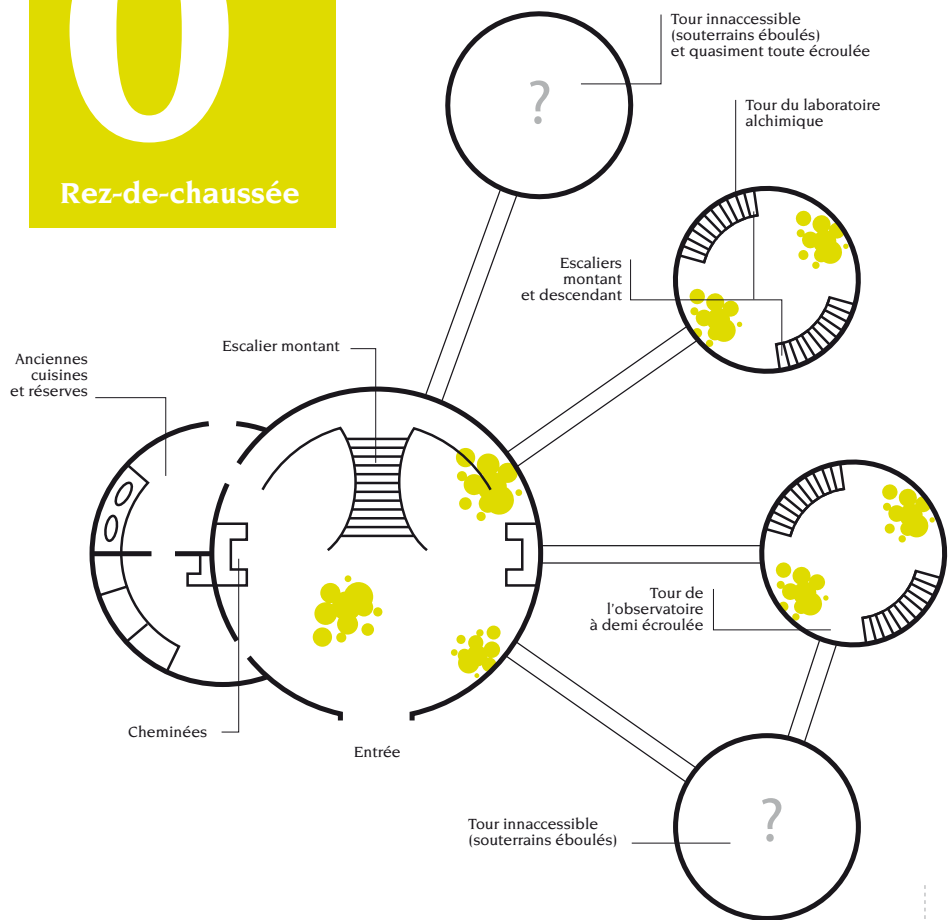 0
Rez-de-chaussée
Tour innaccessible
(souterrains éboulés)
et quasiment toute écroulée
?
Tour du laboratoire
alchimique
Escaliers
montant
et descendant
Escalier montant
Anciennes
cuisines
et réserves
Tour de
l'observatoire
à demi écroulée
Cheminées
Entrée
Tour innaccessible
(souterrains éboulés)
?